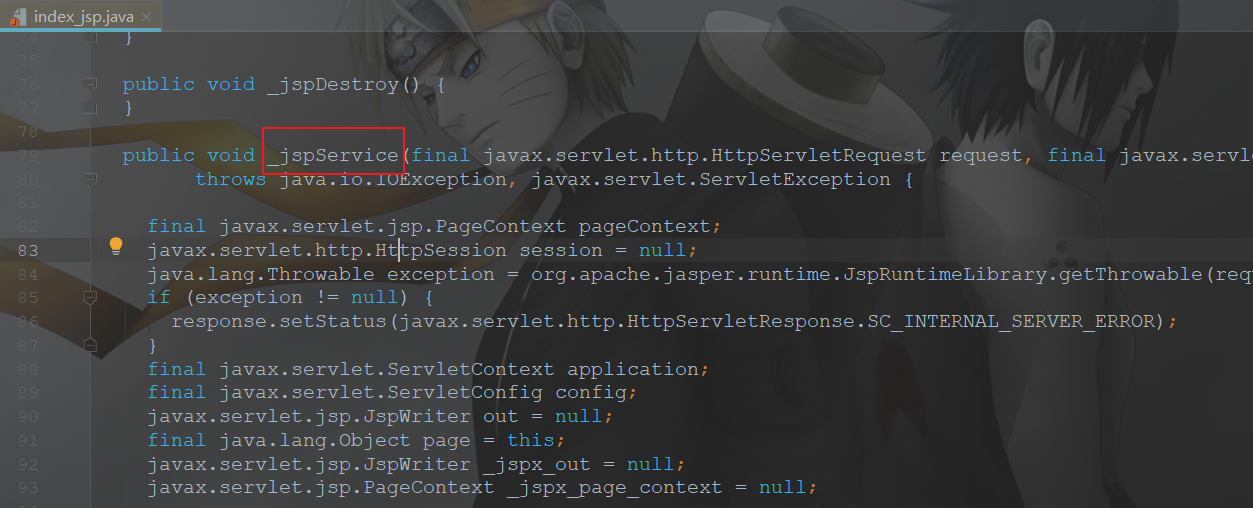 index_jsp.java
74 }
75
76 public void _jspDestroy() {
77 }
78
79 public void _jspService(final javax.servlet.http.HttpServletRequest request, final javax.servl
80 throws java.io.IOException, javax.servlet.ServletException {
81
82 final javax.servlet.jsp.PageContext pageContext;
83 javax.servlet.http.HttpSession session = null;
84 java.lang.Throwable exception = org.apache.jasper.runtime.JspRuntimeLibrary.getThrowable(requ
85 if (exception != null) {
86 response.setStatus(javax.servlet.http.HttpServletResponse.SC_INTERNAL_SERVER_ERROR);
87 }
88 final javax.servlet.ServletContext application;
89 final javax.servlet.ServletConfig config;
90 javax.servlet.jsp.JspWriter out = null;
91 final java.lang.Object page = this;
92 javax.servlet.jsp.JspWriter _jspx_out = null;
93 javax.servlet.jsp.PageContext _jspx_page_context = null;